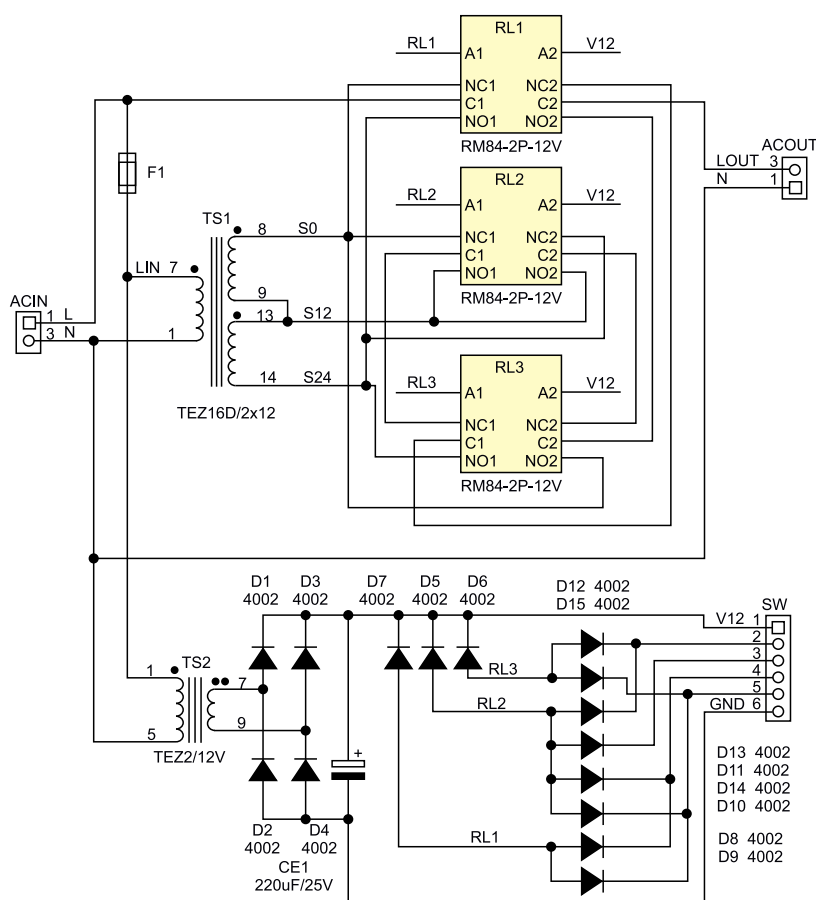 RL1
RL1 A1 A2 V12
NC1 NC2
C1 C2
NO1 NO2
RM84-2P-12V
ACOUT
LOUT 3
N 1
F1
RL2
RL2 A1 A2 V12
NC1 NC2
C1 C2
NO1 NO2
RM84-2P-12V
TS1
8 S0
LIN 7
9
13 S12
ACIN
1 L
3 N
1
14 S24
TEZ16D/2x12
RL3
RL3 A1 A2 V12
NC1 NC2
C1 C2
NO1 NO2
RM84-2P-12V
D1 D3 D7 D5 D6
4002 4002 4002 4002 4002
D12 4002
D15 4002
SW
V12 1
2
3
4
5
GND 6
RL3
RL2
RL1
TS2
1 7
5 9
TEZ2/12V
+
D2 D4
4002 4002
CE1
220uF/25V
D13 4002
D11 4002
D14 4002
D10 4002
D8 4002
D9 4002